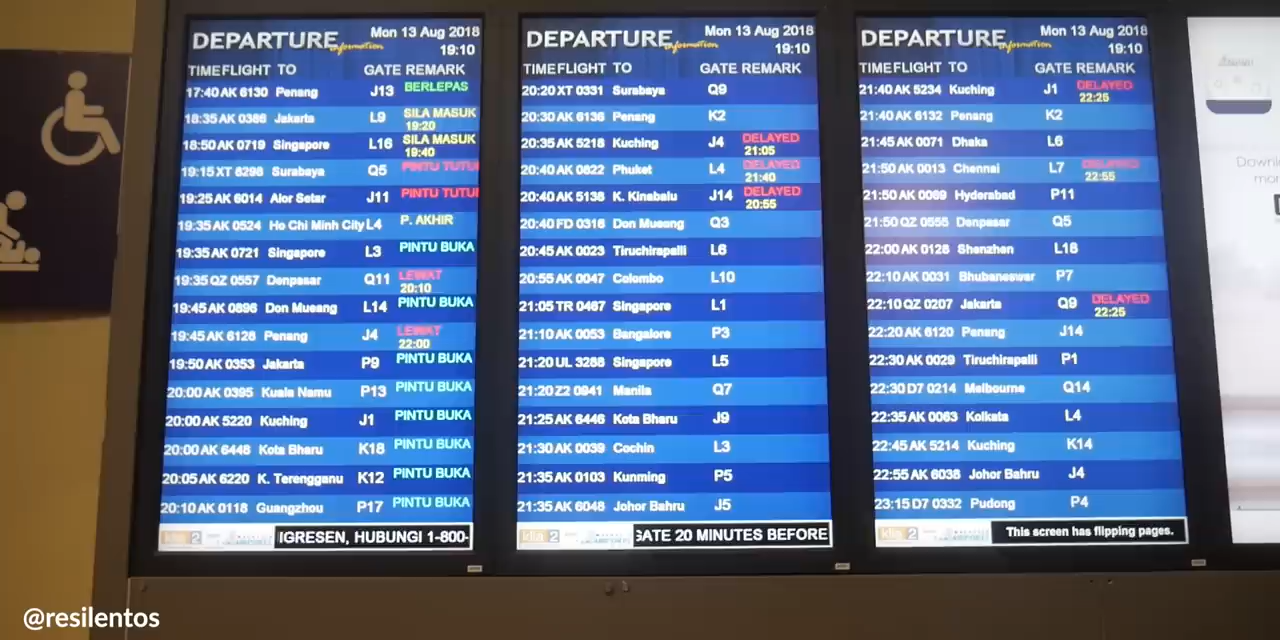 DEPARTURE information Mon 13 Aug 2018
19:10
TIME FLIGHT TO GATE REMARK
17:40 AK 6130 Penang J13 BERLEPAS
18:35 AK 0386 Jakarta L9 SILA MASUK
19:20
18:50 AK 0719 Singapore L16 SILA MASUK
19:40
19:15 XT 8298 Surabaya Q5 PINTU TUTU
19:25 AK 6014 Alor Setar J11 PINTU TUTU
19:35 AK 0524 Ho Chi Minh City L4 P. AKHIR
19:35 AK 0721 Singapore L3 PINTU BUKA
19:35 QZ 0557 Denpasar Q11 LEWAT
20:10
19:45 AK 0896 Don Mueang L14 PINTU BUKA
19:45 AK 6128 Penang J4 LEWAT
22:00
19:50 AK 0353 Jakarta P9 PINTU BUKA
20:00 AK 0395 Kuala Namu P13 PINTU BUKA
20:00 AK 5220 Kuching J1 PINTU BUKA
20:00 AK 6448 Kota Bharu K18 PINTU BUKA
20:05 AK 6220 K. Terengganu K12 PINTU BUKA
20:10 AK 0118 Guangzhou P17 PINTU BUKA
klia 2 IGRESEN, HUBUNGI 1-800-
DEPARTURE information Mon 13 Aug 2018
19:10
TIME FLIGHT TO GATE REMARK
20:20 XT 0331 Surabaya Q9
20:30 AK 6136 Penang K2
20:35 AK 5218 Kuching J4 DELAYED
21:05
20:40 AK 0822 Phuket L4 DELAYED
21:40
20:40 AK 5138 K. Kinabalu J14 DELAYED
20:55
20:40 FD 0316 Don Mueang Q3
20:45 AK 0023 Tiruchirapalli L6
20:55 AK 0047 Colombo L10
21:05 TR 0467 Singapore L1
21:10 AK 0053 Bangalore P3
21:20 UL 3288 Singapore L5
21:20 Z2 0941 Manila Q7
21:25 AK 6446 Kota Bharu J9
21:30 AK 0039 Cochin L3
21:35 AK 0103 Kunming P5
21:35 AK 6048 Johor Bahru J5
klia 2 GATE 20 MINUTES BEFORE
DEPARTURE information Mon 13 Aug 2018
19:10
TIME FLIGHT TO GATE REMARK
21:40 AK 5234 Kuching J1 DELAYED
22:25
21:40 AK 6132 Penang K2
21:45 AK 0071 Dhaka L6
21:50 AK 0013 Chennai L7 DELAYED
22:55
21:50 AK 0069 Hyderabad P11
21:50 QZ 0555 Denpasar Q5
22:00 AK 0128 Shenzhen L18
22:10 AK 0031 Bhubaneswar P7
22:10 QZ 0207 Jakarta Q9 DELAYED
22:25
22:20 AK 6120 Penang J14
22:30 AK 0029 Tiruchirapalli P1
22:30 D7 0214 Melbourne Q14
22:35 AK 0063 Kolkata L4
22:45 AK 5214 Kuching K14
22:55 AK 6038 Johor Bahru J4
23:15 D7 0332 Pudong P4
klia 2 This screen has flipping pages.
@resilentos